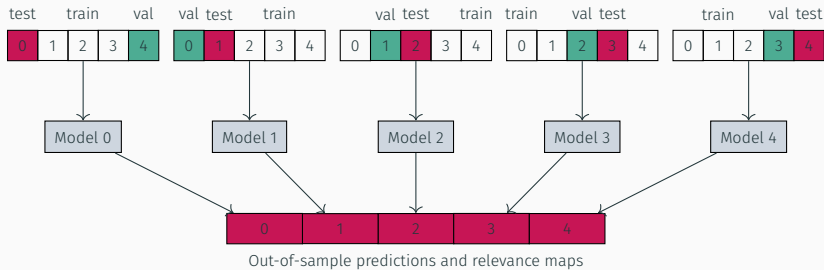 test train val val test train val test train train val test train val test
0 1 2 3 4 0 1 2 3 4 0 1 2 3 4 0 1 2 3 4 0 1 2 3 4
Model 0 Model 1 Model 2 Model 3 Model 4
0 1 2 3 4
Out-of-sample predictions and relevance maps